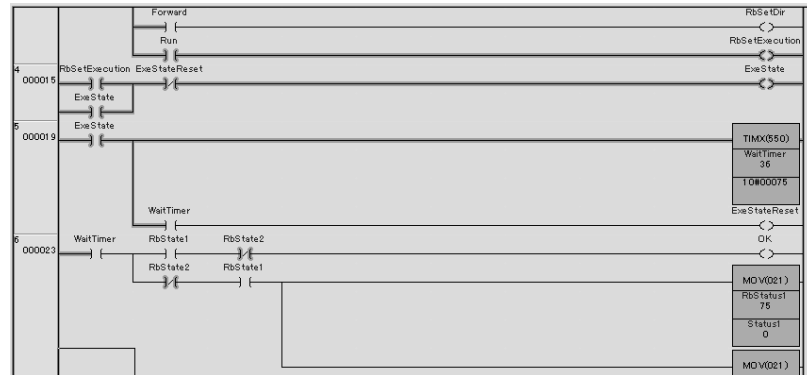 Forward
RbSetDir
Run
RbSetExecution
4
000015
RbSetExecution ExeStateReset
ExeState
ExeState
5
000019
ExeState
TIMX(550)
WaitTimer
36
10#00075
WaitTimer
ExeStateReset
6
000023
WaitTimer RbState1 RbState2
OK
RbState2 RbState1
MOV(021)
RbStatus1
75
Status1
0
MOV(021)